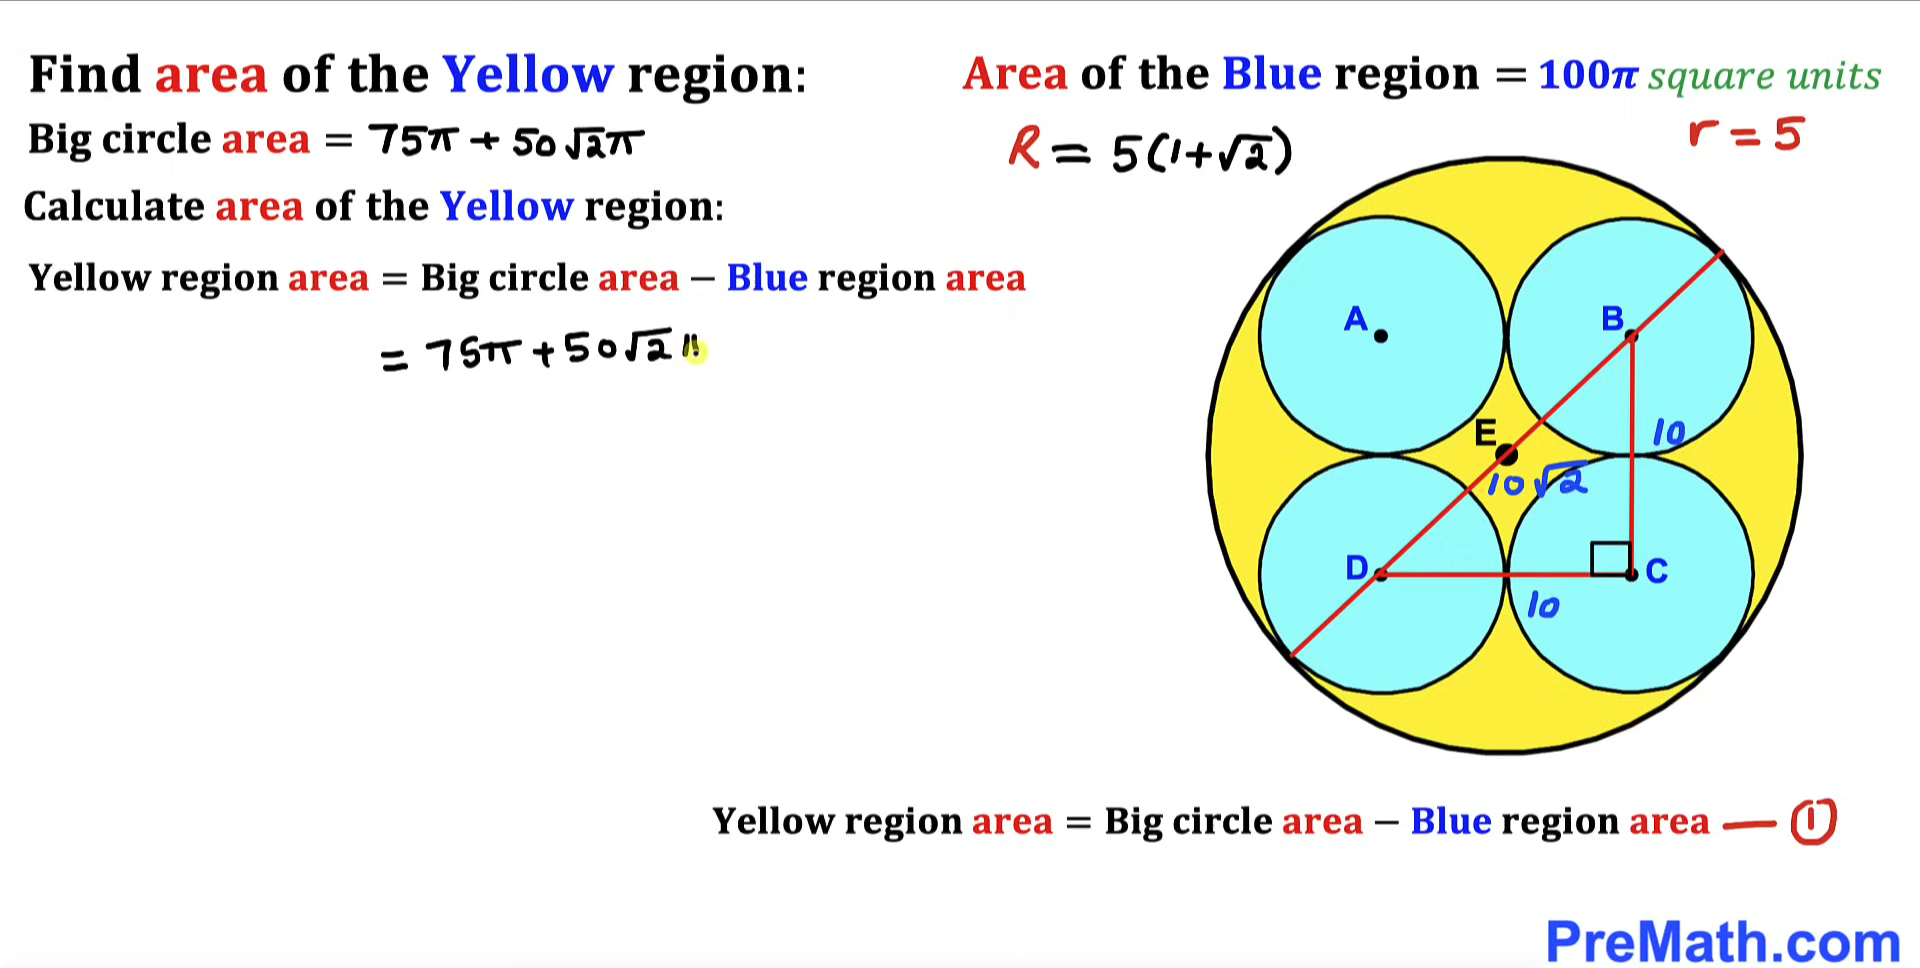 Find area of the Yellow region:
Area of the Blue region = 100π square units
Big circle area = 75π + 50√2π
R = 5(1+√2)
r = 5
Calculate area of the Yellow region:
Yellow region area = Big circle area − Blue region area
= 75π + 50√2
A
B
E
10
10√2
D
C
10
Yellow region area = Big circle area − Blue region area — ①
PreMath.com